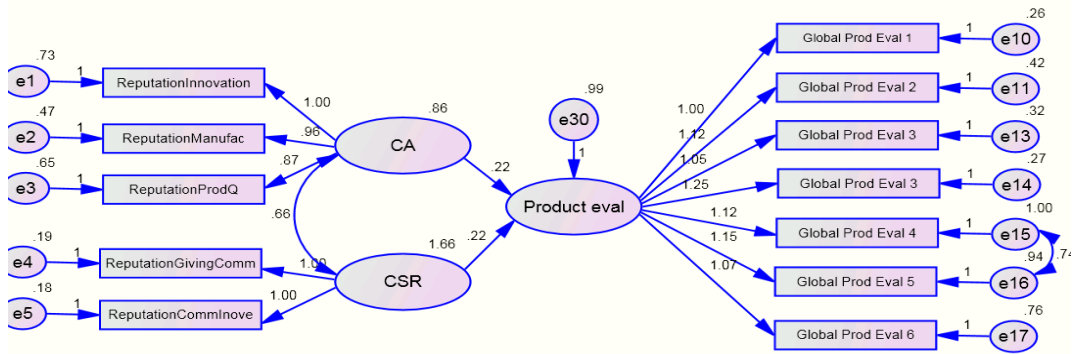 .73
e1
1
ReputationInnovation
1.00
.47
e2
1
ReputationManufac
.96
.65
e3
1
ReputationProdQ
.87
.86
CA
.66
.22
.19
e4
1
ReputationGivingComm
1.00
.18
e5
1
ReputationCommInove
1.00
1.66
CSR
.22
.99
e30
1
Product eval
1.00
1.12
1.05
1.25
1.12
1.15
1.07
Global Prod Eval 1
1
e10
.26
Global Prod Eval 2
1
e11
.42
Global Prod Eval 3
1
e13
.32
Global Prod Eval 3
1
e14
.27
Global Prod Eval 4
1
e15
1.00
Global Prod Eval 5
1
e16
.94
.74
Global Prod Eval 6
1
e17
.76